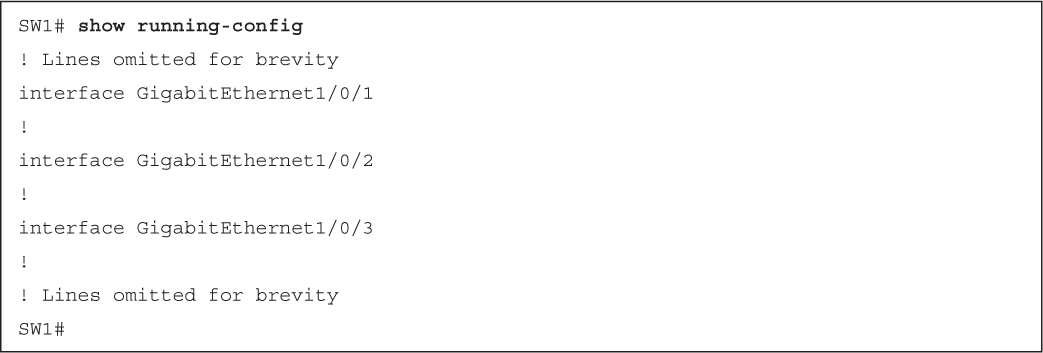 SW1# show running-config
! Lines omitted for brevity
interface GigabitEthernet1/0/1
!
interface GigabitEthernet1/0/2
!
interface GigabitEthernet1/0/3
!
! Lines omitted for brevity
SW1#